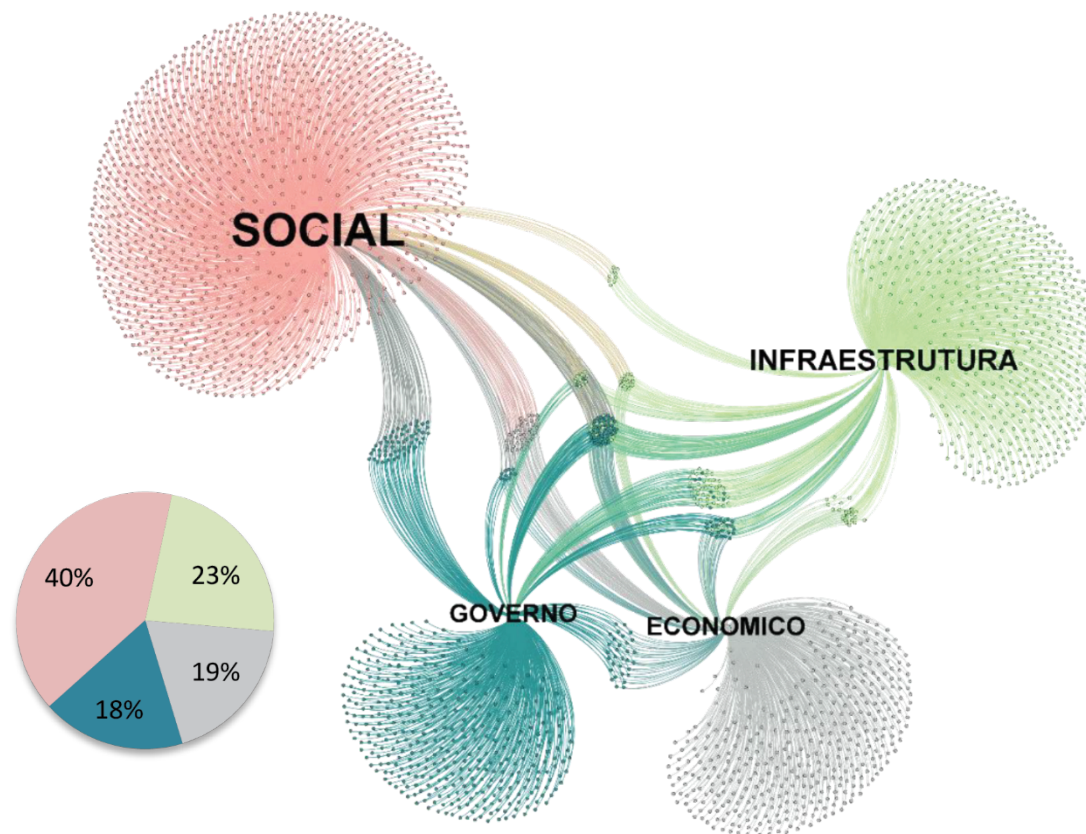 SOCIAL
INFRAESTRUTURA
GOVERNO
ECONOMICO
40%
23%
19%
18%